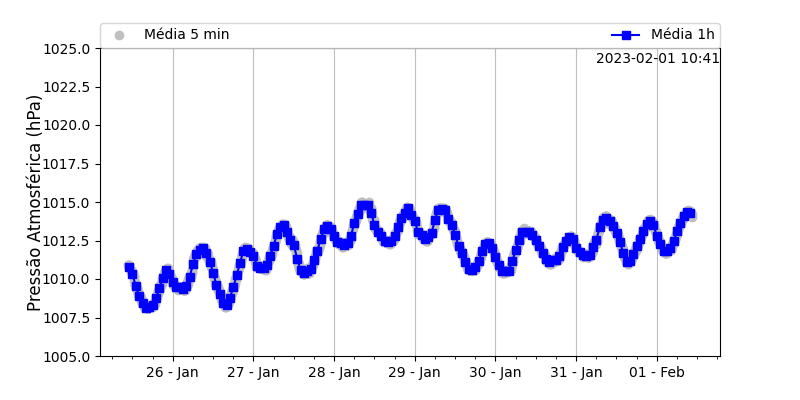 Média 5 min
Média 1h
2023-02-01 10:41
Pressão Atmosférica (hPa)
1025.0
1022.5
1020.0
1017.5
1015.0
1012.5
1010.0
1007.5
1005.0
26 - Jan
27 - Jan
28 - Jan
29 - Jan
30 - Jan
31 - Jan
01 - Feb